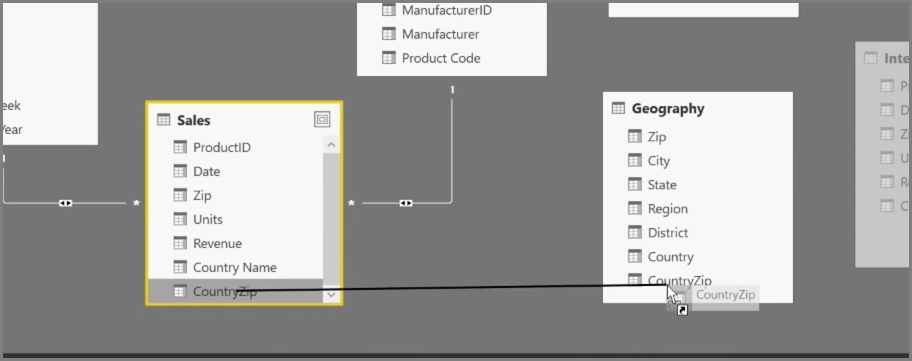 ManufacturerID
Manufacturer
Product Code
1
eek
Year
Sales
ProductID
Date
Zip
Units
Revenue
Country Name
CountryZip
*
*
Geography
Zip
City
State
Region
District
Country
CountryZip
CountryZip
Inte
P
D
Z
U
R
C